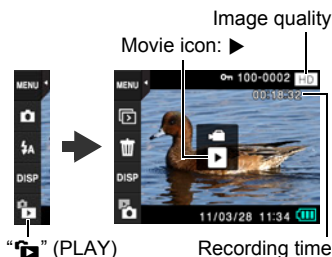 Image quality
Movie icon: ▶
MENU
MENU
100-0002 HD
00:18:32
A
DISP
DISP
11/03/28 11:34
“ ” (PLAY)
Recording time